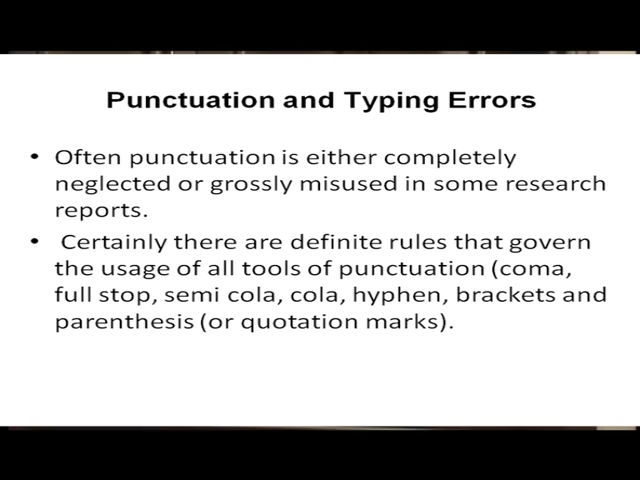 Punctuation and Typing Errors
• Often punctuation is either completely
neglected or grossly misused in some research
reports.
• Certainly there are definite rules that govern
the usage of all tools of punctuation (coma,
full stop, semi cola, cola, hyphen, brackets and
parenthesis (or quotation marks).